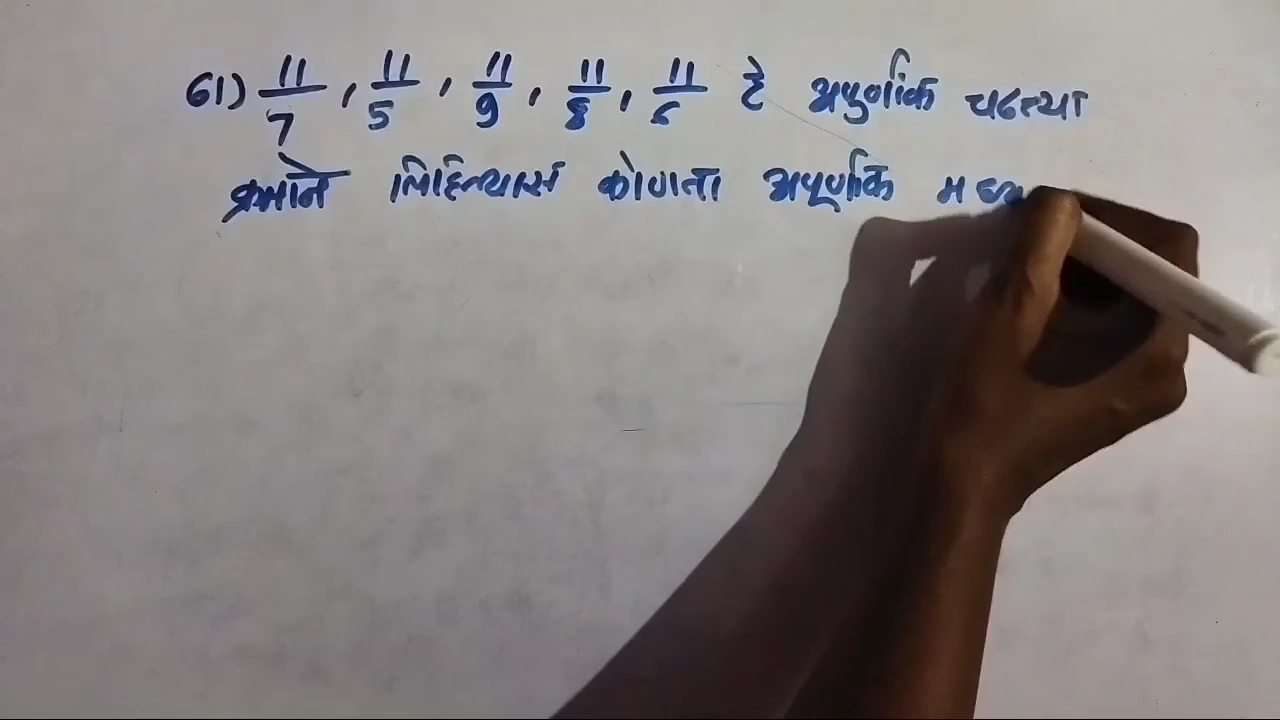 61) 11/7 , 11/5 , 11/9 , 11/8 , 11/6 हे अपुर्णांक चढत्या
क्रमाने लिहिल्यास कोणता अपूर्णांक